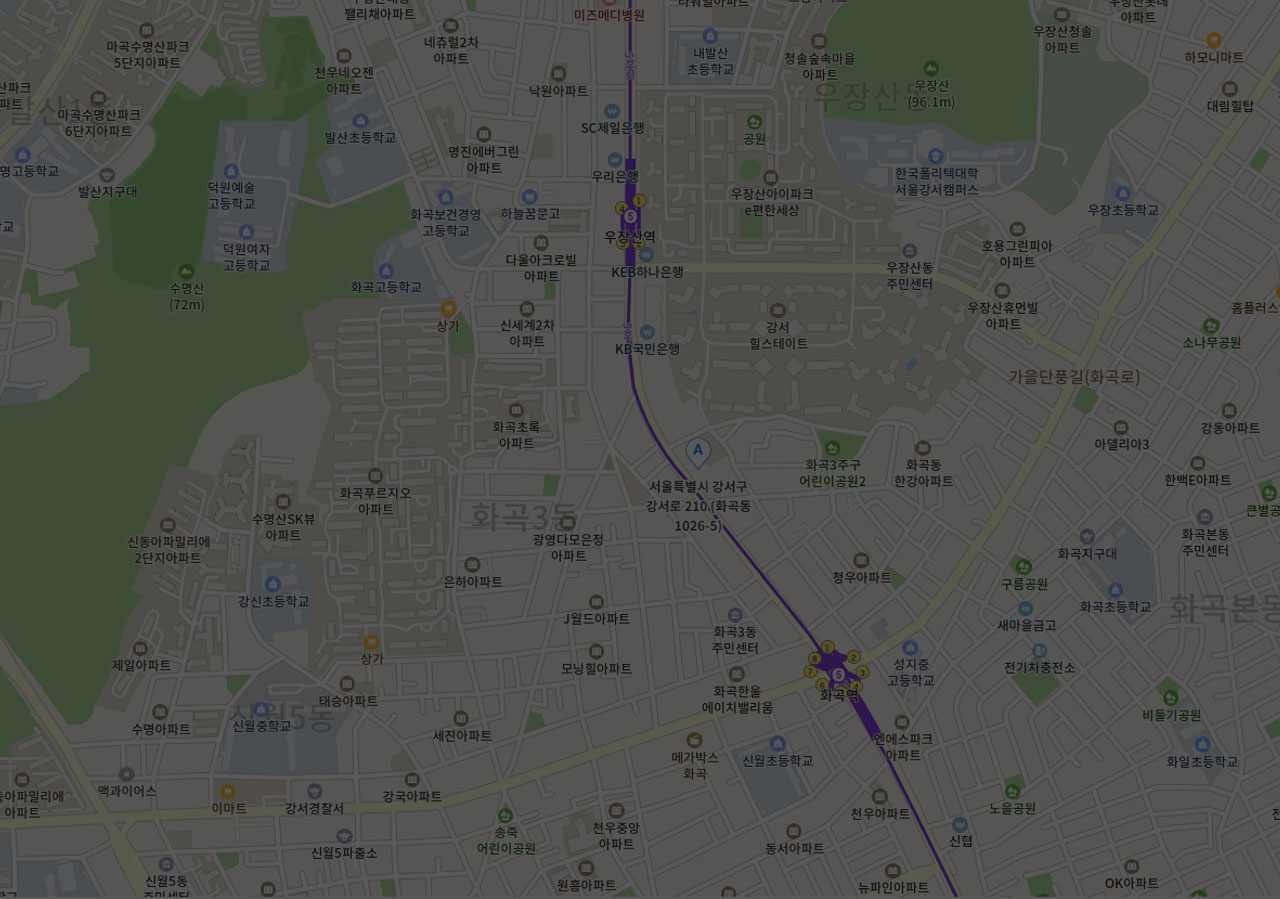 미즈메디병원
팰리채아파트
네츄럴2차
아파트
마곡수명산파크
5단지아파트
천우네오젠
아파트
내발산
초등학교
청솔숲속마을
아파트
우장산청솔
아파트
아파트
하모니마트
우장산
(96.1m)
대림힐탑
낙원아파트
마곡수명산파크
6단지아파트
발산초등학교
SC제일은행
공원
명진에버그린
아파트
우리은행
발산지구대
덕원예술
고등학교
한국폴리텍대학
서울강서캠퍼스
우장산아이파크
e편한세상
화곡보건경영
고등학교
하늘꿈문고
우장초등학교
4
1
5
우장산역
덕원여자
고등학교
다울아크로빌
아파트
KEB하나은행
우장산동
주민센터
호용그린피아
아파트
수명산
(72m)
화곡고등학교
상가
신세계2차
아파트
강서
힐스테이트
우장산휴먼빌
아파트
홈플러스
소나무공원
KB국민은행
가을단풍길(화곡로)
화곡초록
아파트
강동아파트
아델리아3
A
화곡3주구
어린이공원2
화곡동
한강아파트
한백E아파트
서울특별시 강서구
강서로 210 (화곡동
1026-5)
화곡푸르지오
아파트
수명산SK뷰
아파트
화곡3동
광영다모은정
아파트
신동아파밀리에
2단지아파트
화곡본동
주민센터
화곡지구대
은하아파트
청우아파트
구름공원
강신초등학교
화곡초등학교
화곡본동
J월드아파트
새마을금고
화곡3동
주민센터
1
2
3
4
5
6
7
8
화곡역
성지중
고등학교
전기차충전소
상가
모닝힐아파트
제일아파트
화곡한울
에이치밸리움
태승아파트
비둘기공원
수명아파트
신월5동
신월중학교
세진아파트
엔에스파크
아파트
메가박스
화곡
신월초등학교
화일초등학교
맥과이어스
이마트
강서경찰서
강국아파트
노을공원
천우아파트
송죽
어린이공원
천우중앙
아파트
신협
신월5파출소
동서아파트
신월5동
원흥아파트
뉴파인아파트
OK아파트